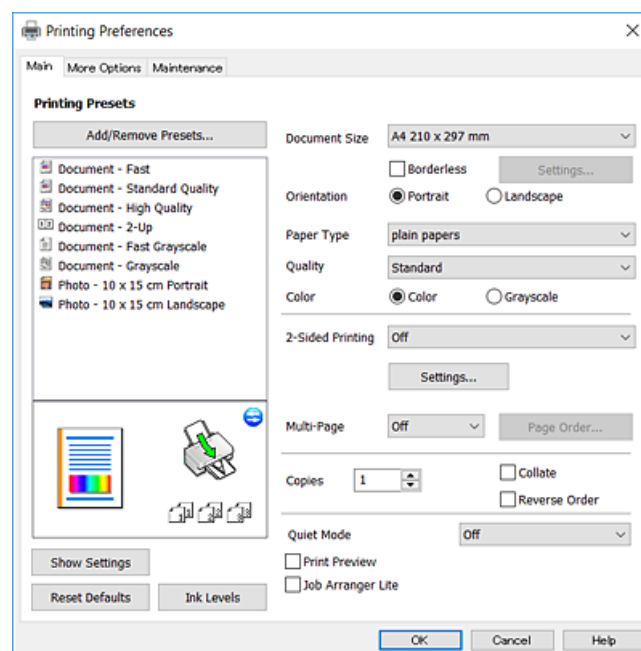 Printing Preferences
Main More Options Maintenance
Printing Presets
Add/Remove Presets...
Document - Fast
Document - Standard Quality
Document - High Quality
Document - 2-Up
Document - Fast Grayscale
Document - Grayscale
Photo - 10 x 15 cm Portrait
Photo - 10 x 15 cm Landscape
Show Settings
Reset Defaults Ink Levels
Document Size A4 210 x 297 mm
Borderless Settings...
Orientation Portrait Landscape
Paper Type plain papers
Quality Standard
Color Color Grayscale
2-Sided Printing Off
Settings...
Multi-Page Off Page Order...
Copies 1 Collate
Reverse Order
Quiet Mode Off
Print Preview
Job Arranger Lite
OK Cancel Help